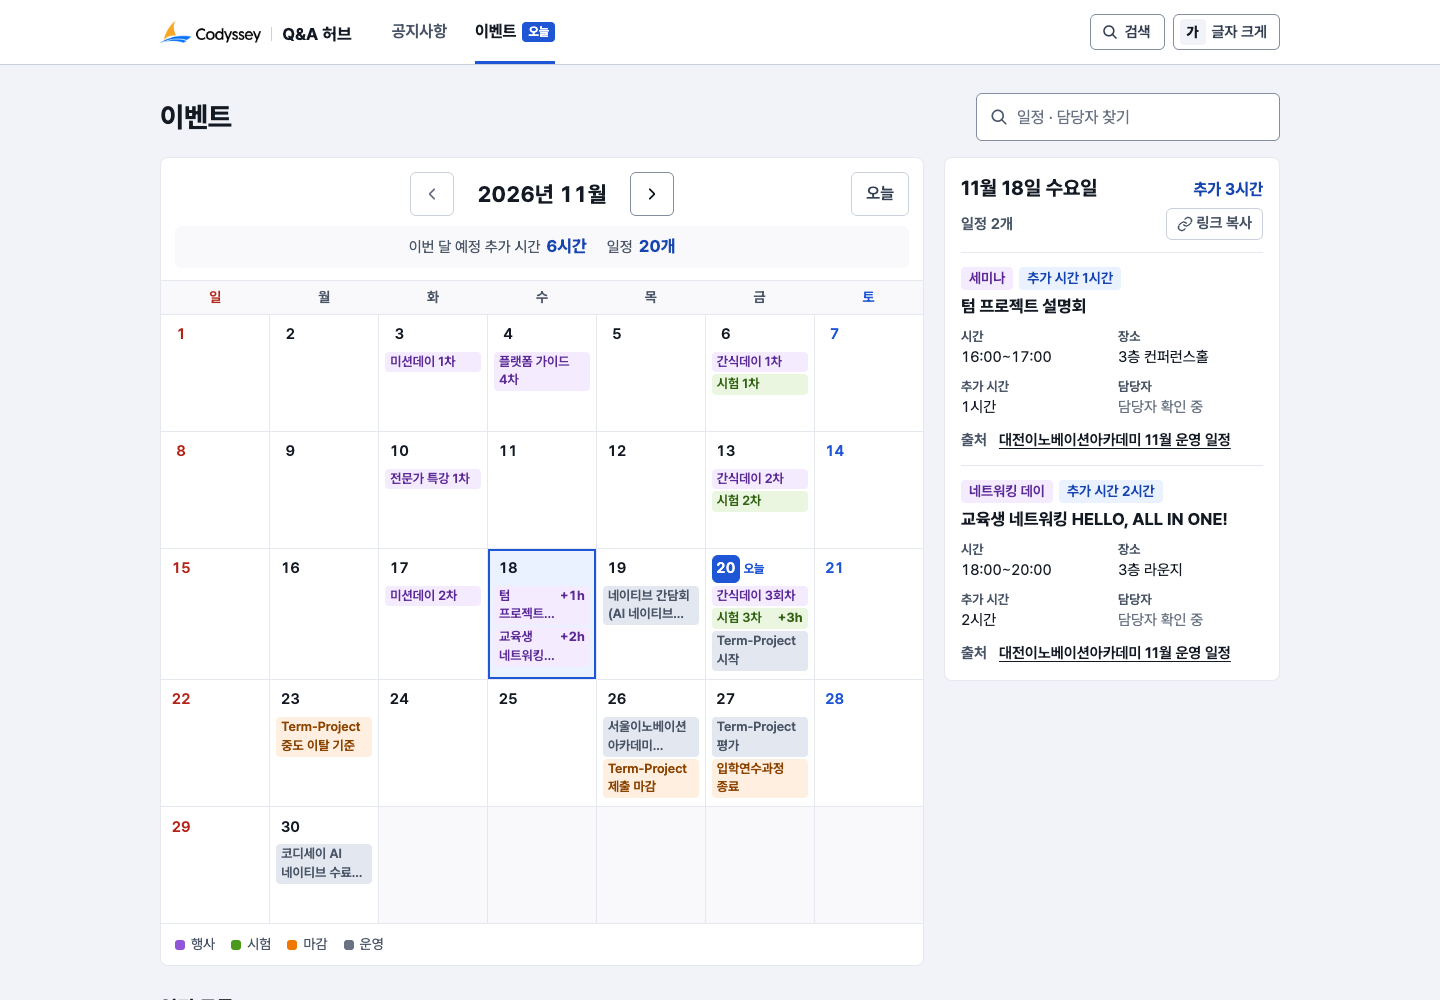 Codyssey Q&A 허브 공지사항 이벤트 오늘 검색 가 글자 크게
이벤트
일정 · 담당자 찾기
2026년 11월
오늘
이번 달 예정 추가 시간 6시간 일정 20개
일 월 화 수 목 금 토
1 2 3 4 5 6 7
미션데이 1차
플랫폼 가이드
4차
간식데이 1차
시험 1차
8 9 10 11 12 13 14
전문가 특강 1차
간식데이 2차
시험 2차
15 16 17 18 19 20 오늘 21
미션데이 2차
텀 +1h
프로젝트...
교육생 +2h
네트워킹...
네이티브 간담회
(AI 네이티브...
간식데이 3회차
시험 3차 +3h
Term-Project
시작
22 23 24 25 26 27 28
Term-Project
중도 이탈 기준
서울이노베이션
아카데미...
Term-Project
제출 마감
Term-Project
평가
입학연수과정
종료
29 30
코디세이 AI
네이티브 수료...
행사 시험 마감 운영
11월 18일 수요일 추가 3시간
일정 2개 링크 복사
세미나 추가 시간 1시간
텀 프로젝트 설명회
시간 장소
16:00~17:00 3층 컨퍼런스홀
추가 시간 담당자
1시간 담당자 확인 중
출처 대전이노베이션아카데미 11월 운영 일정
네트워킹 데이 추가 시간 2시간
교육생 네트워킹 HELLO, ALL IN ONE!
시간 장소
18:00~20:00 3층 라운지
추가 시간 담당자
2시간 담당자 확인 중
출처 대전이노베이션아카데미 11월 운영 일정